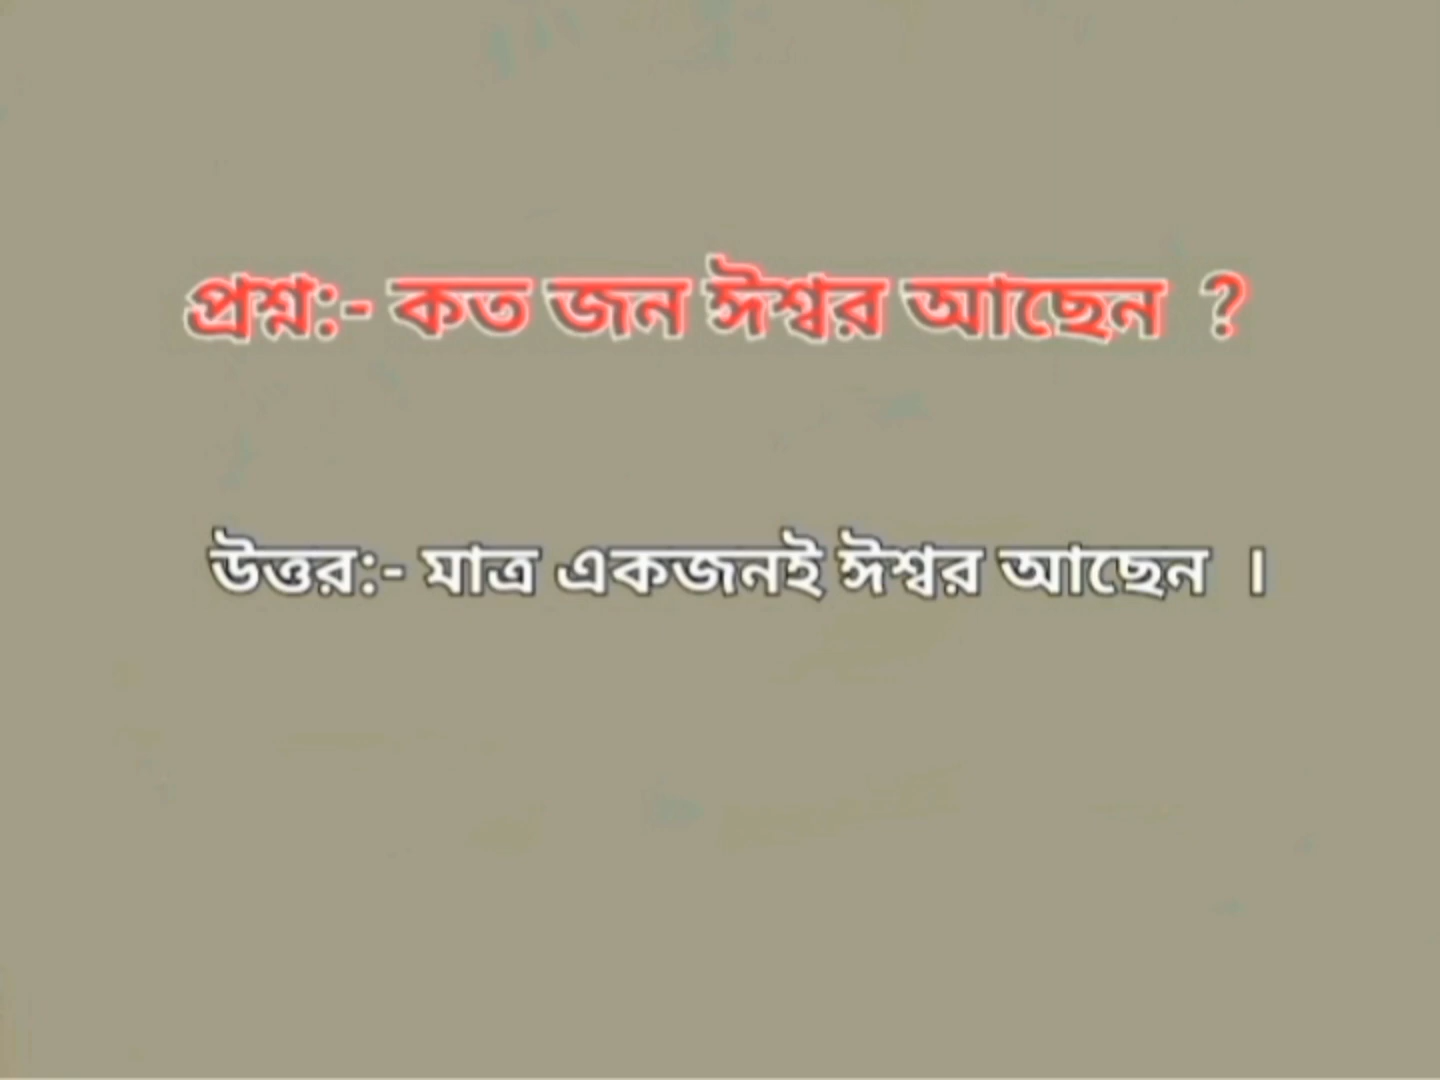 প্রশ্ন:- কত জন ঈশ্বর আছেন ?
উত্তর:- মাত্র একজনই ঈশ্বর আছেন ।